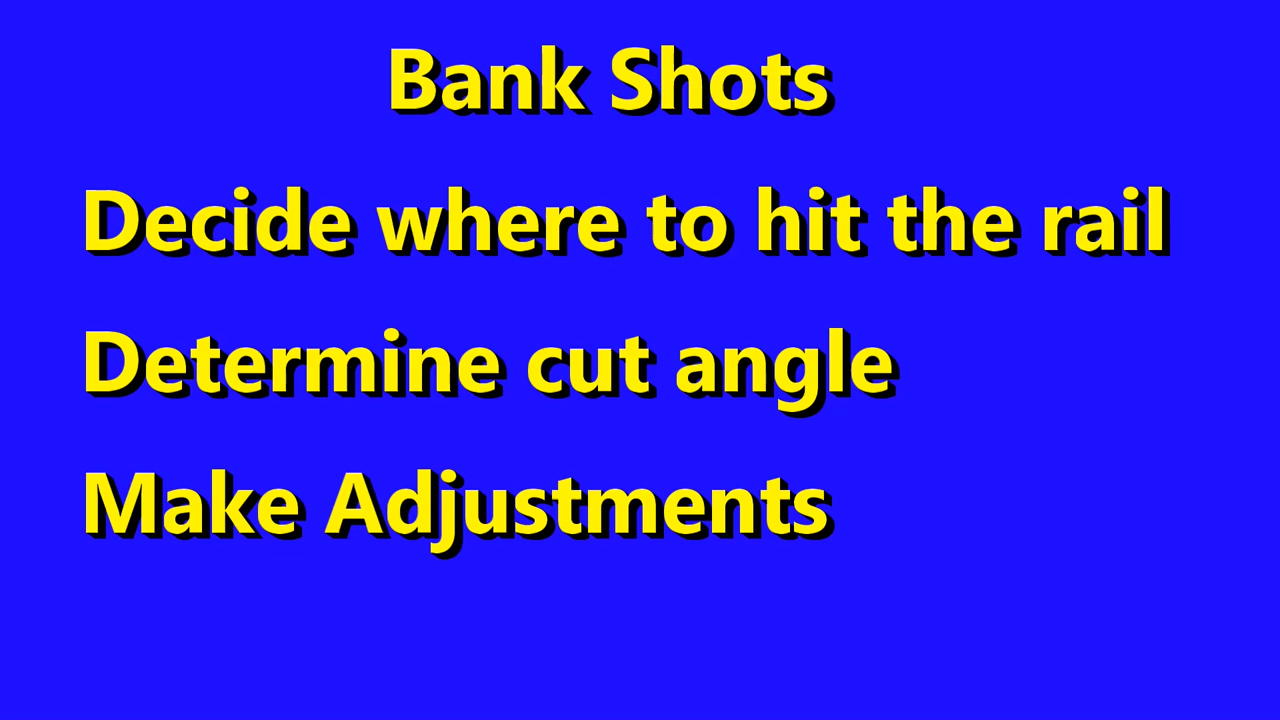 Bank Shots
Decide where to hit the rail
Determine cut angle
Make Adjustments